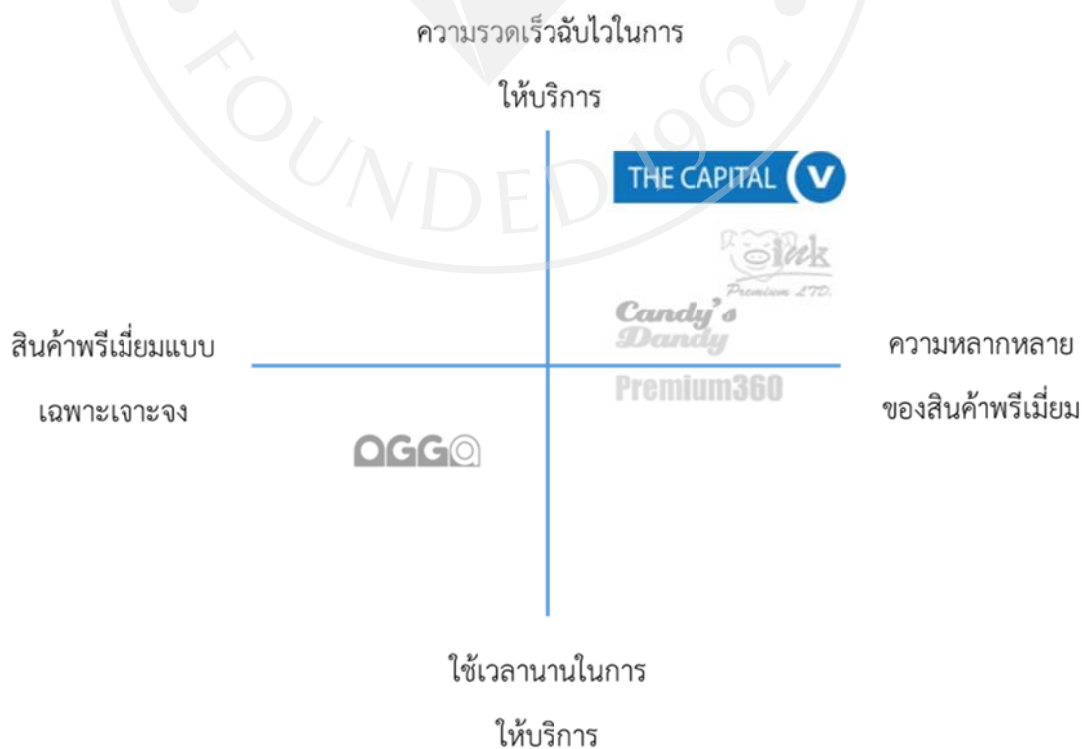 ความรวดเร็วฉับไวในการ
ให้บริการ
FOUNDED 1962
THE CAPITAL V
oink
Premium LTD.
Candy's
Dandy
สินค้าพรีเมี่ยมแบบ
เฉพาะเจาะจง
ความหลากหลาย
ของสินค้าพรีเมี่ยม
Premium360
ใช้เวลานานในการ
ให้บริการ